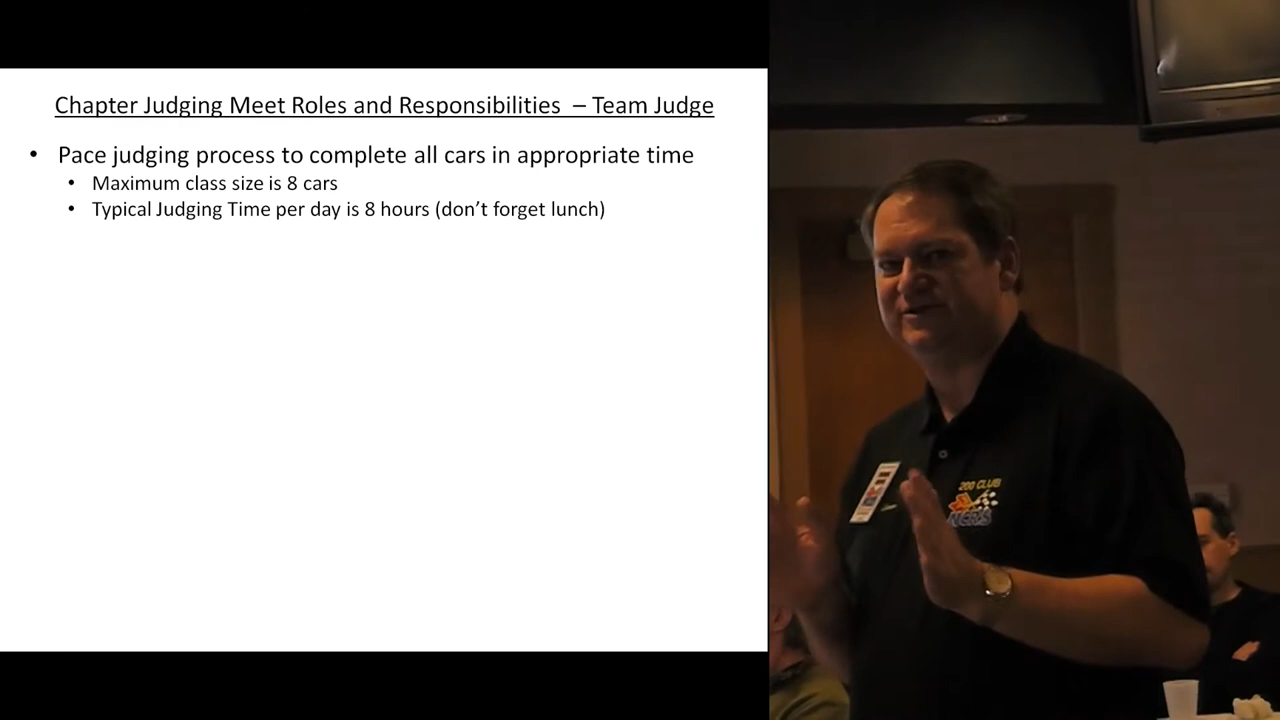 Chapter Judging Meet Roles and Responsibilities – Team Judge
• Pace judging process to complete all cars in appropriate time
• Maximum class size is 8 cars
• Typical Judging Time per day is 8 hours (don’t forget lunch)
200 CLUB
NCRS